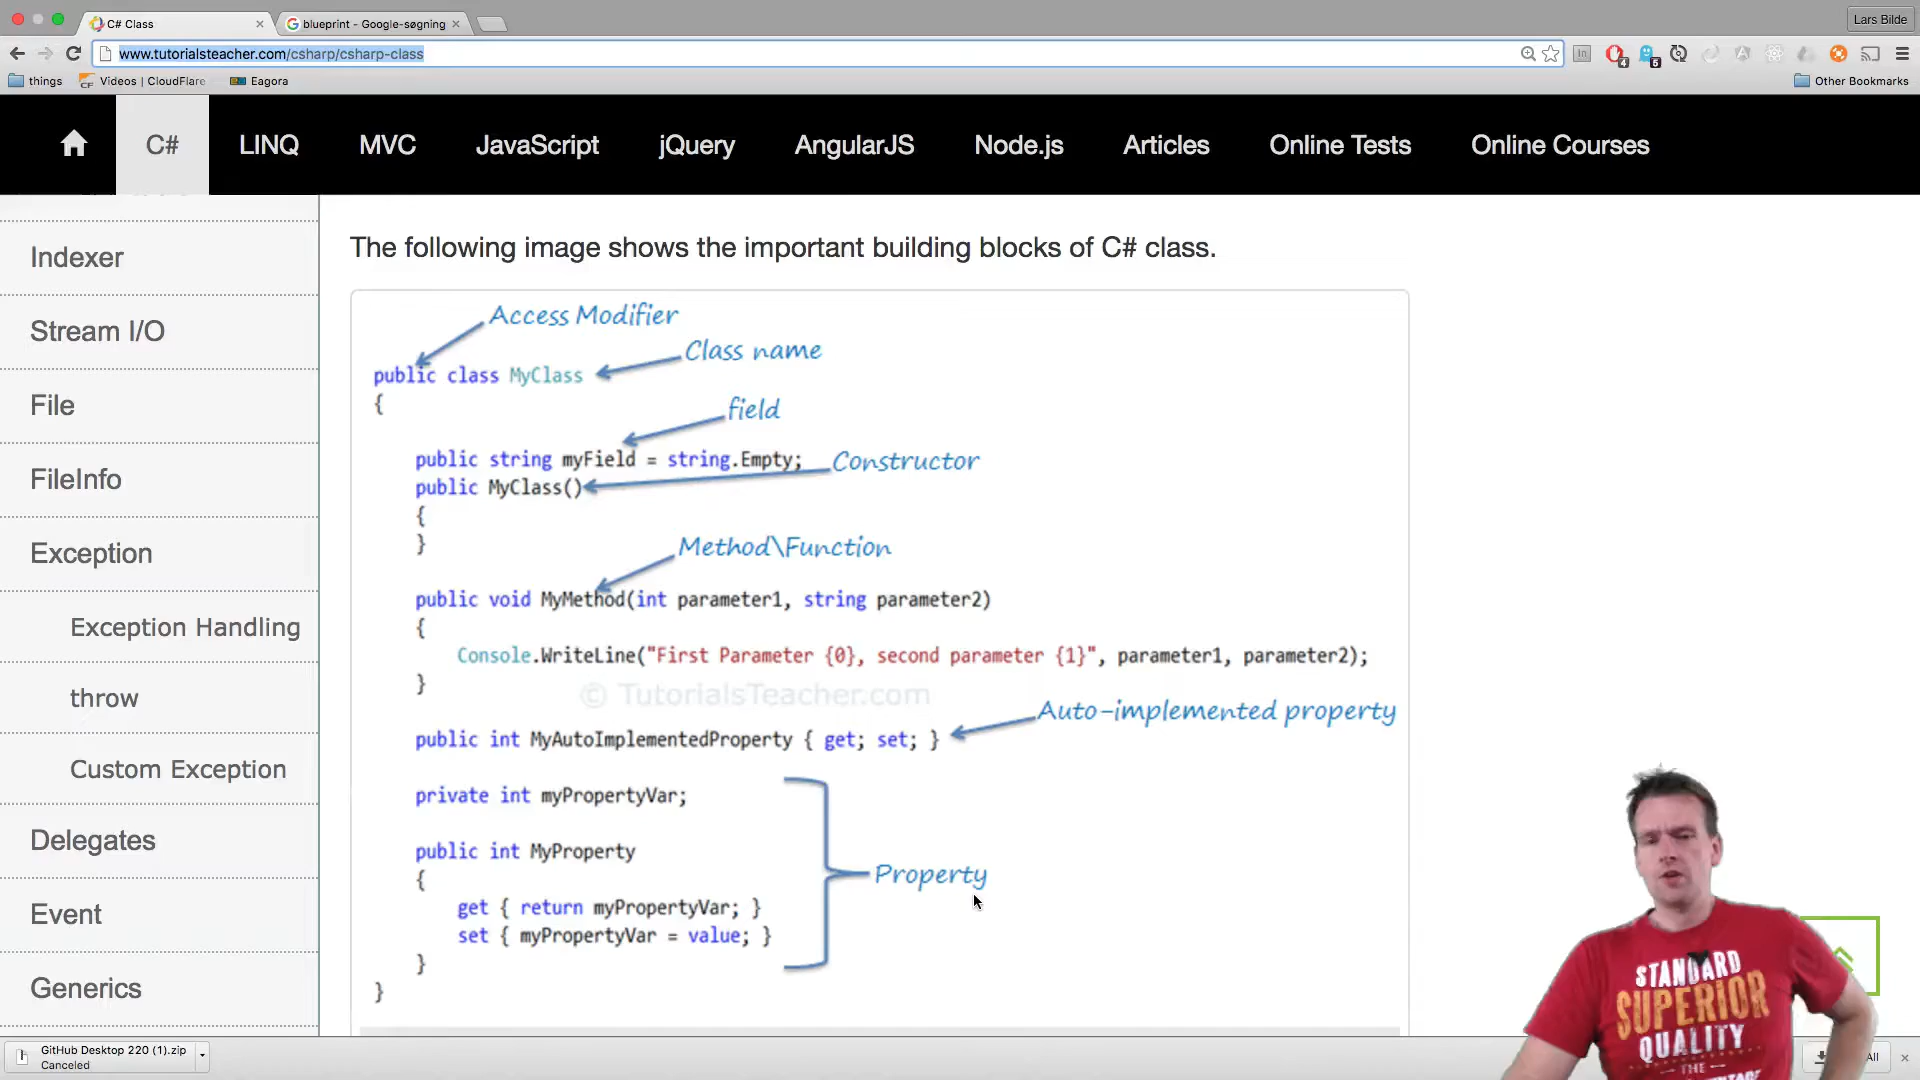 C# Class
blueprint - Google-søgning
Lars Bilde
www.tutorialsteacher.com/csharp/csharp-class
things
Videos | CloudFlare
Eagora
Other Bookmarks
C#
LINQ
MVC
JavaScript
jQuery
AngularJS
Node.js
Articles
Online Tests
Online Courses
Indexer
Stream I/O
File
FileInfo
Exception
Exception Handling
throw
Custom Exception
Delegates
Event
Generics
The following image shows the important building blocks of C# class.
Access Modifier
Class name
public class MyClass
{
field
public string myField = string.Empty;
Constructor
public MyClass()
{
}
Method\Function
public void MyMethod(int parameter1, string parameter2)
{
Console.WriteLine("First Parameter {0}, second parameter {1}", parameter1, parameter2);
}
© TutorialsTeacher.com
Auto-implemented property
public int MyAutoImplementedProperty { get; set; }
private int myPropertyVar;
public int MyProperty
{
Property
get { return myPropertyVar; }
set { myPropertyVar = value; }
}
}
STANDARD
SUPERIOR
QUALITY
THE
GitHub Desktop 220 (1).zip
Canceled
All